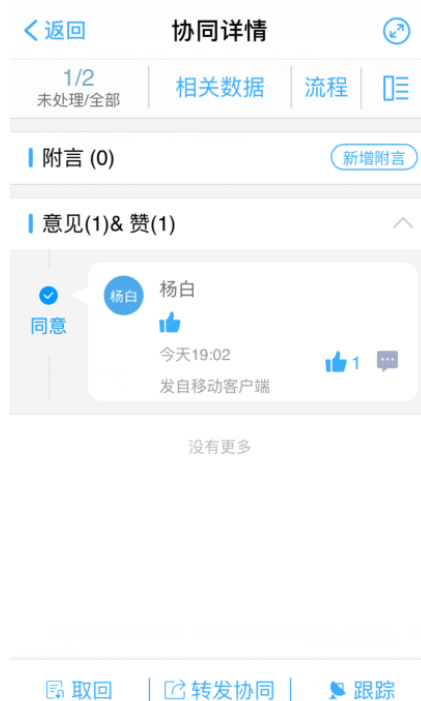 返回 协同详情
1/2 相关数据 流程
未处理/全部
附言 (0) 新增附言
意见(1)& 赞(1)
杨白 杨白
同意
今天19:02
1
发自移动客户端
没有更多
取回 转发协同 跟踪